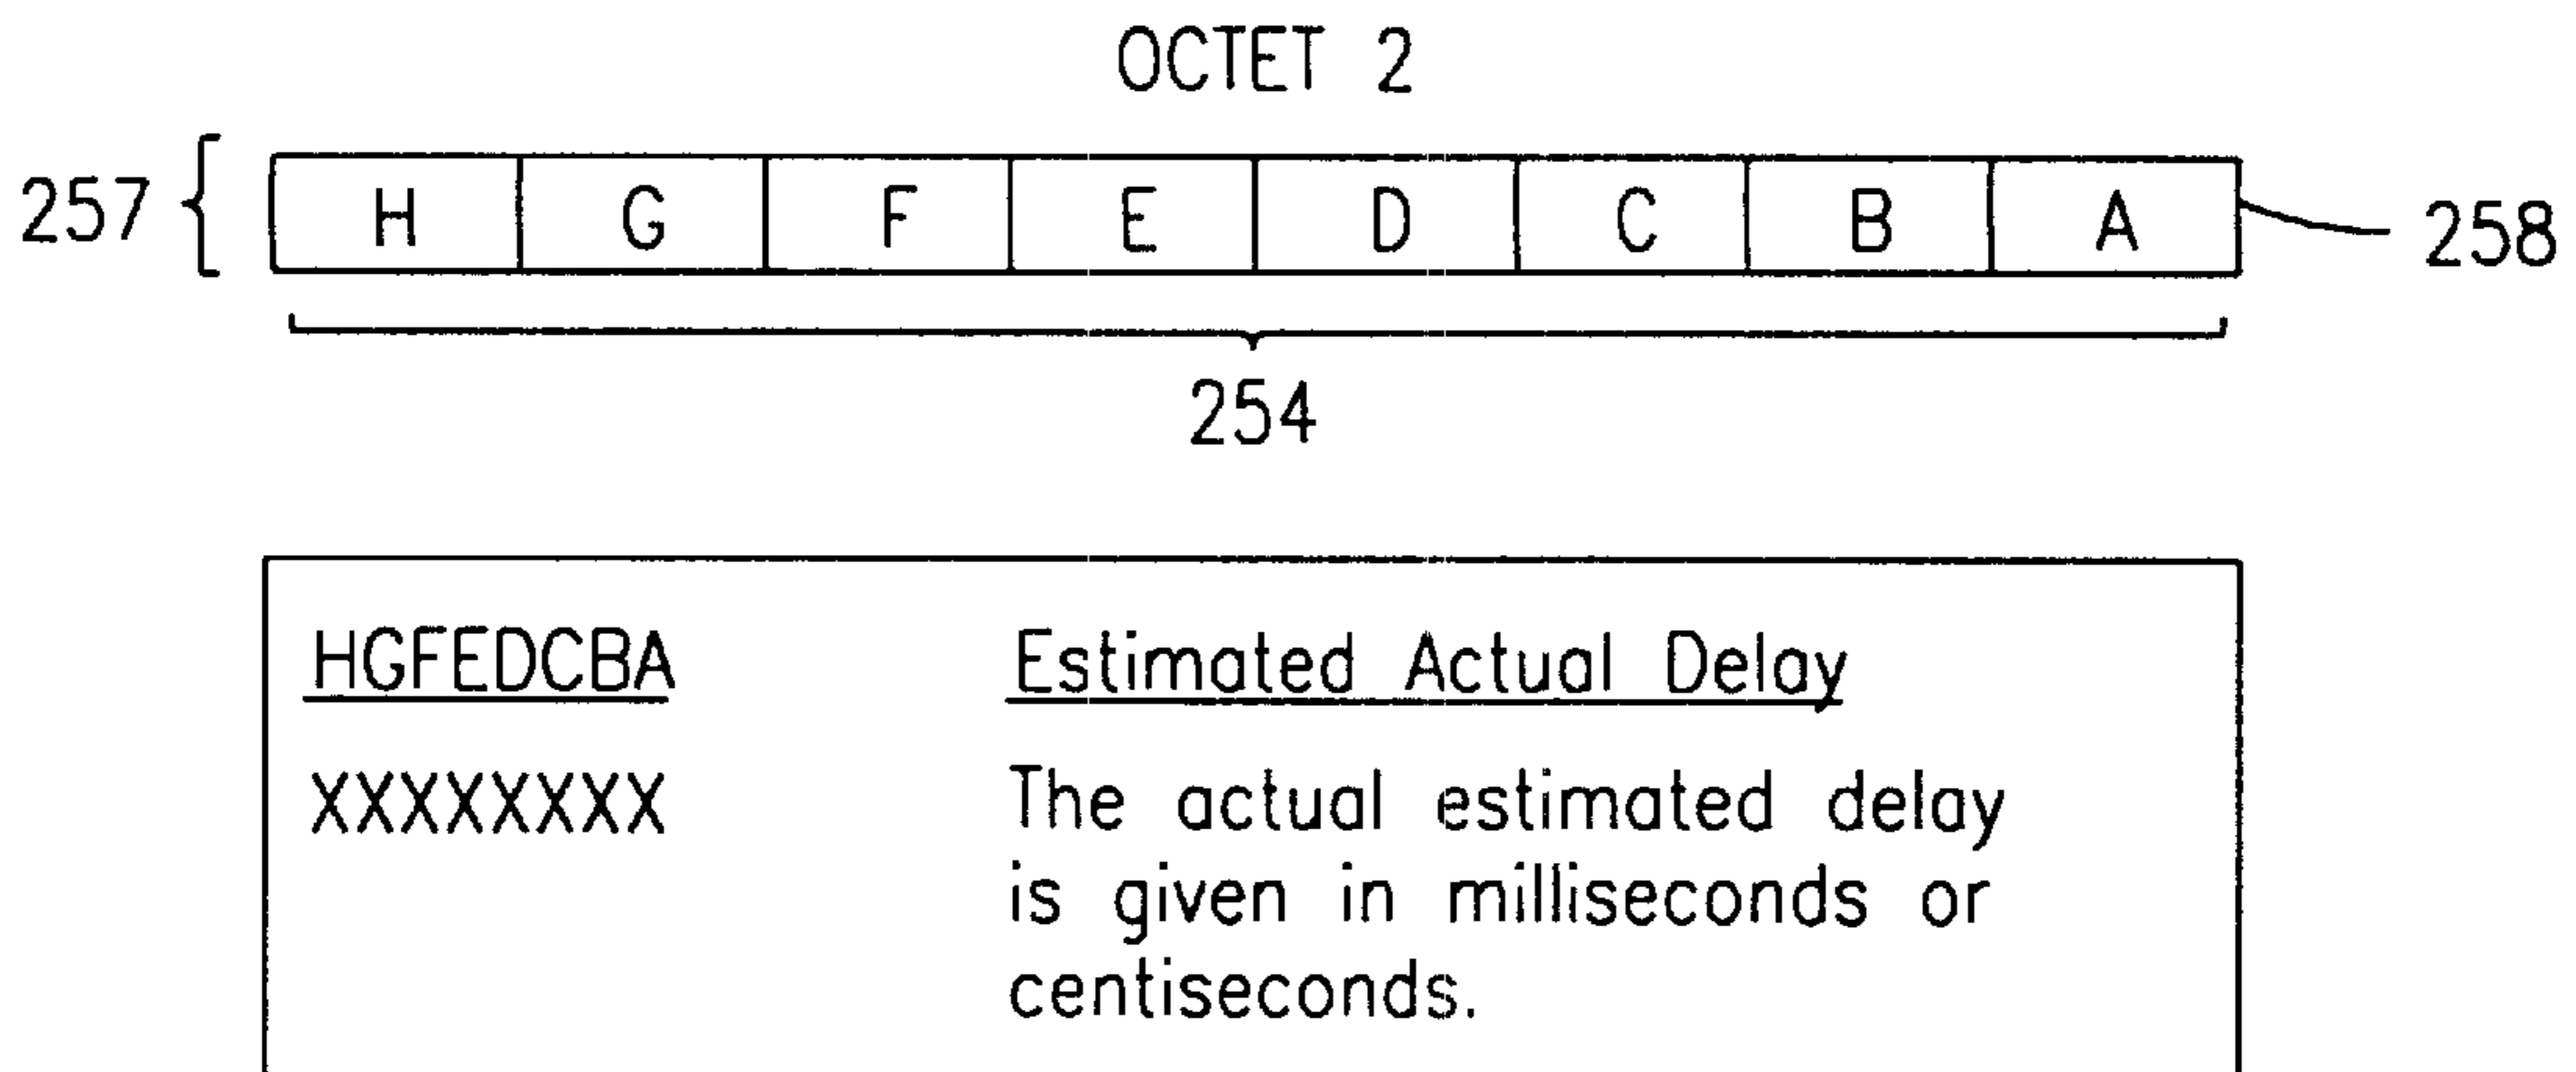 OCTET 2
257 H G F E D C B A 258
254
HGFEDCBA Estimated Actual Delay
XXXXXXXX The actual estimated delay
is given in milliseconds or
centiseconds.